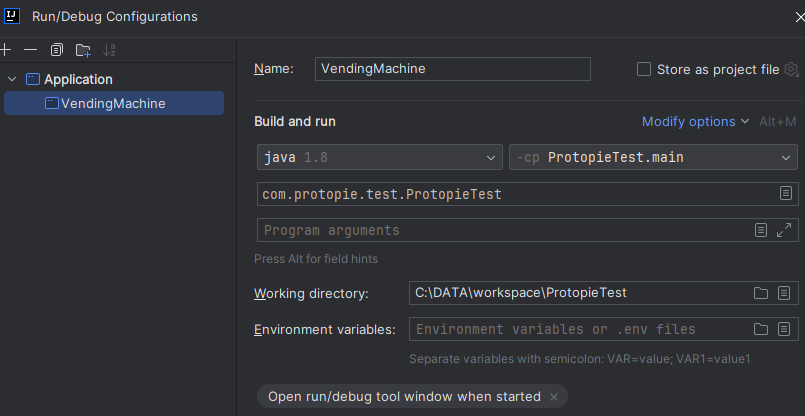 IJ Run/Debug Configurations
Application
VendingMachine
Name: VendingMachine Store as project file
Build and run Modify options Alt+M
java 1.8 -cp ProtopieTest.main
com.protopie.test.ProtopieTest
Program arguments
Press Alt for field hints
Working directory: C:\DATA\workspace\ProtopieTest
Environment variables: Environment variables or .env files
Separate variables with semicolon: VAR=value; VAR1=value1
Open run/debug tool window when started ×